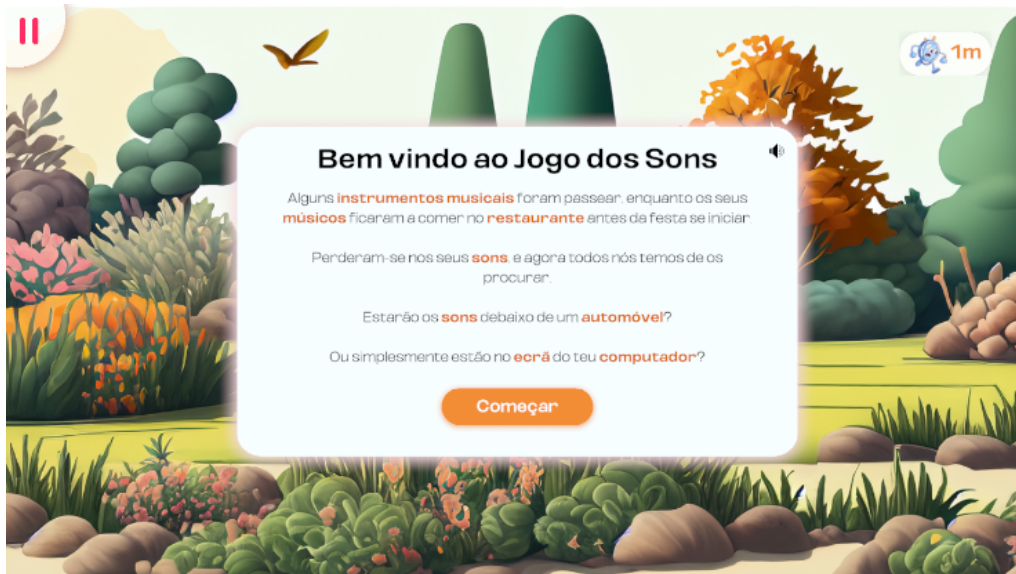 1m
Bem vindo ao Jogo dos Sons
Alguns instrumentos musicais foram passear, enquanto os seus
músicos ficaram a comer no restaurante antes da festa se iniciar.
Perderam-se nos seus sons, e agora todos nós temos de os
procurar.
Estarão os sons debaixo de um automóvel?
Ou simplesmente estão no ecrã do teu computador?
Começar